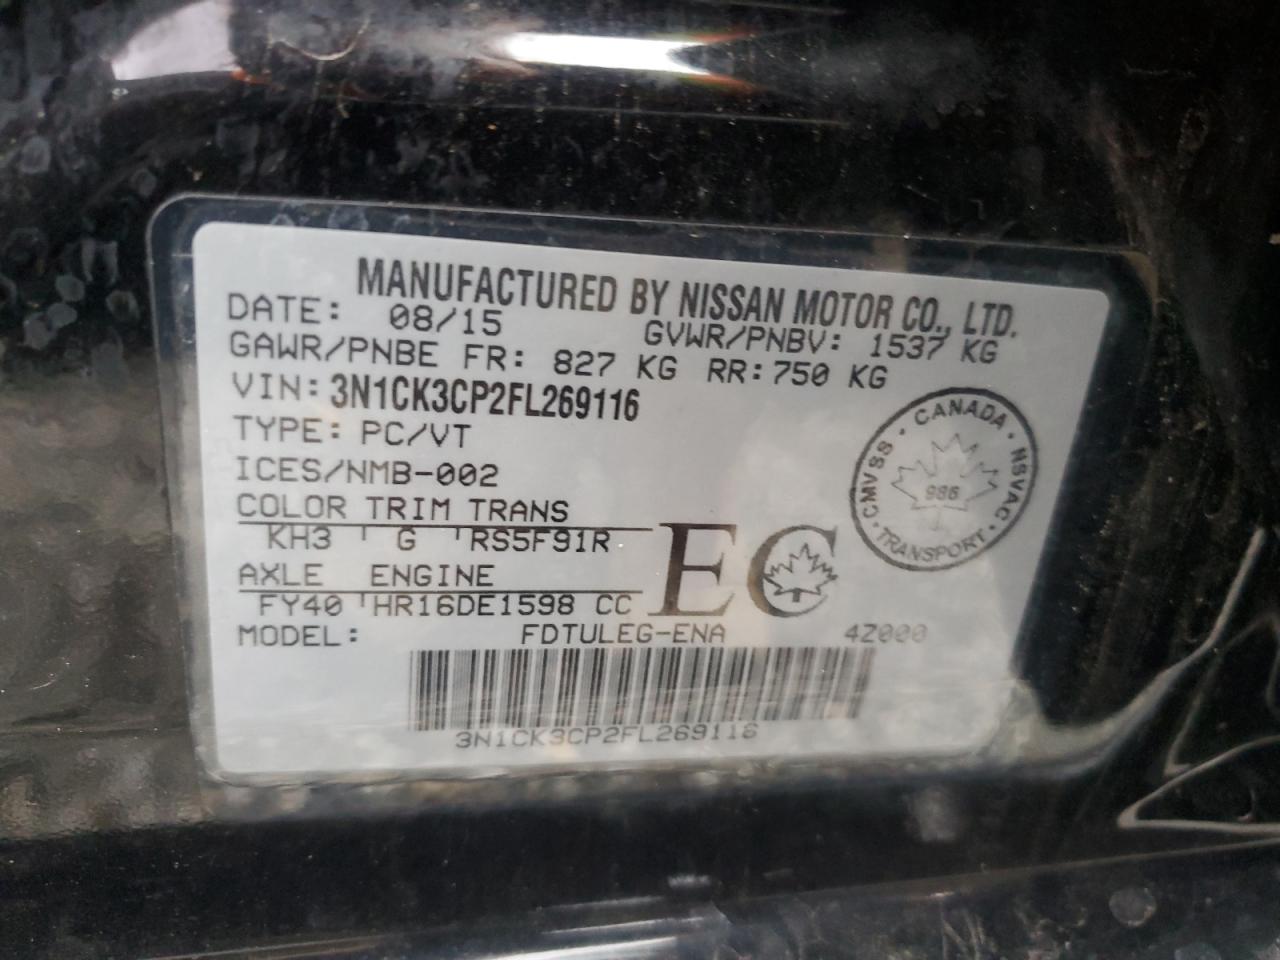 MANUFACTURED BY NISSAN MOTOR CO., LTD.
DATE: 08/15 GVWR/PNBV: 1537 KG
GAWR/PNBE FR: 827 KG RR: 750 KG
VIN: 3N1CK3CP2FL269116
TYPE: PC/VT
ICES/NMB-002
COLOR TRIM TRANS
KH3 G RS5F91R
AXLE ENGINE
FY40 HR16DE1598 CC
EC
MODEL: FDTULEG-ENA 4Z000
3N1CK3CP2FL269116
CANADA · NSVAC · TRANSPORT · CMVSS ·
986